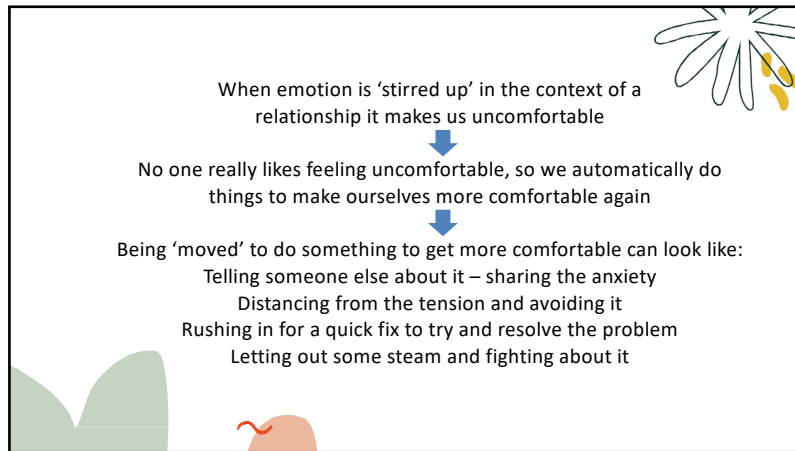 When emotion is ‘stirred up’ in the context of a
relationship it makes us uncomfortable
No one really likes feeling uncomfortable, so we automatically do
things to make ourselves more comfortable again
Being ‘moved’ to do something to get more comfortable can look like:
Telling someone else about it – sharing the anxiety
Distancing from the tension and avoiding it
Rushing in for a quick fix to try and resolve the problem
Letting out some steam and fighting about it